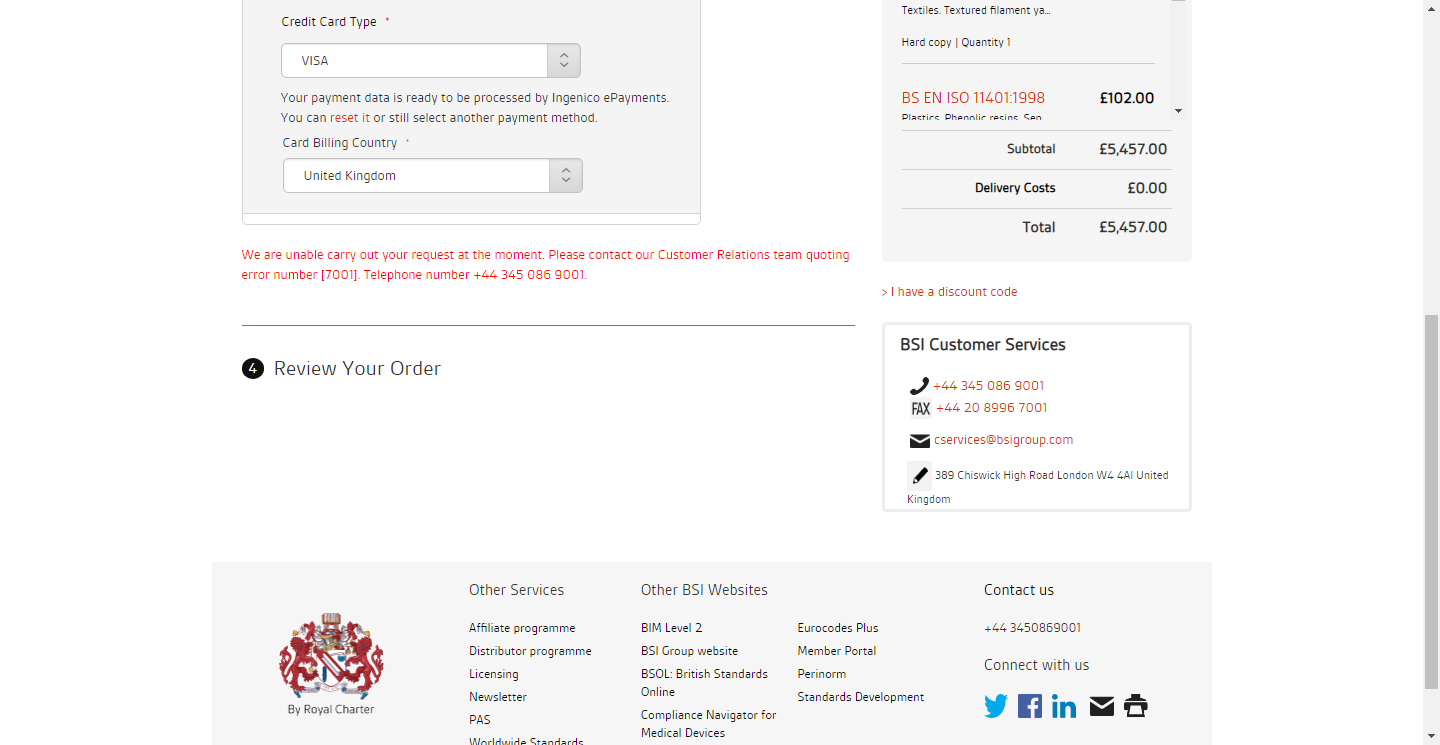 Credit Card Type *
VISA
Your payment data is ready to be processed by Ingenico ePayments.
You can reset it or still select another payment method.
Card Billing Country *
United Kingdom
We are unable carry out your request at the moment. Please contact our Customer Relations team quoting
error number [7001]. Telephone number +44 345 086 9001.
4 Review Your Order
Textiles. Textured filament ya...
Hard copy | Quantity 1
BS EN ISO 11401:1998 £102.00
Plastics. Phenolic resins. Sep
Subtotal £5,457.00
Delivery Costs £0.00
Total £5,457.00
> I have a discount code
BSI Customer Services
+44 345 086 9001
FAX +44 20 8996 7001
cservices@bsigroup.com
389 Chiswick High Road London W4 4Al United
Kingdom
By Royal Charter
Other Services
Affiliate programme
Distributor programme
Licensing
Newsletter
PAS
Worldwide Standards
Other BSI Websites
BIM Level 2
BSI Group website
BSOL: British Standards
Online
Compliance Navigator for
Medical Devices
Eurocodes Plus
Member Portal
Perinorm
Standards Development
Contact us
+44 3450869001
Connect with us